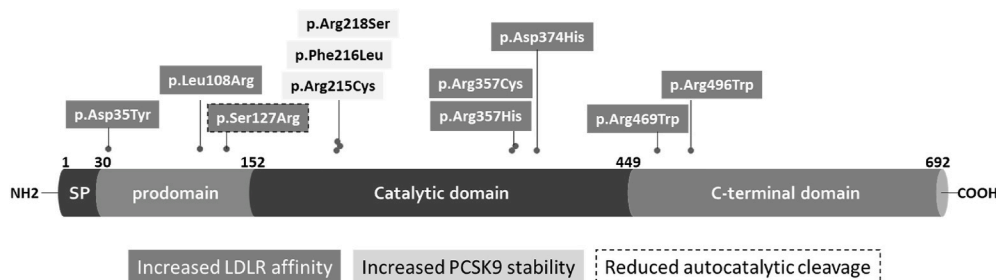 p.Arg218Ser
p.Asp374His
p.Phe216Leu
p.Leu108Arg
p.Arg215Cys
p.Arg357Cys
p.Arg496Trp
p.Asp35Tyr
p.Ser127Arg
p.Arg357His
p.Arg469Trp
1 30 152 449 692
NH2 SP prodomain Catalytic domain C-terminal domain COOH
Increased LDLR affinity Increased PCSK9 stability Reduced autocatalytic cleavage